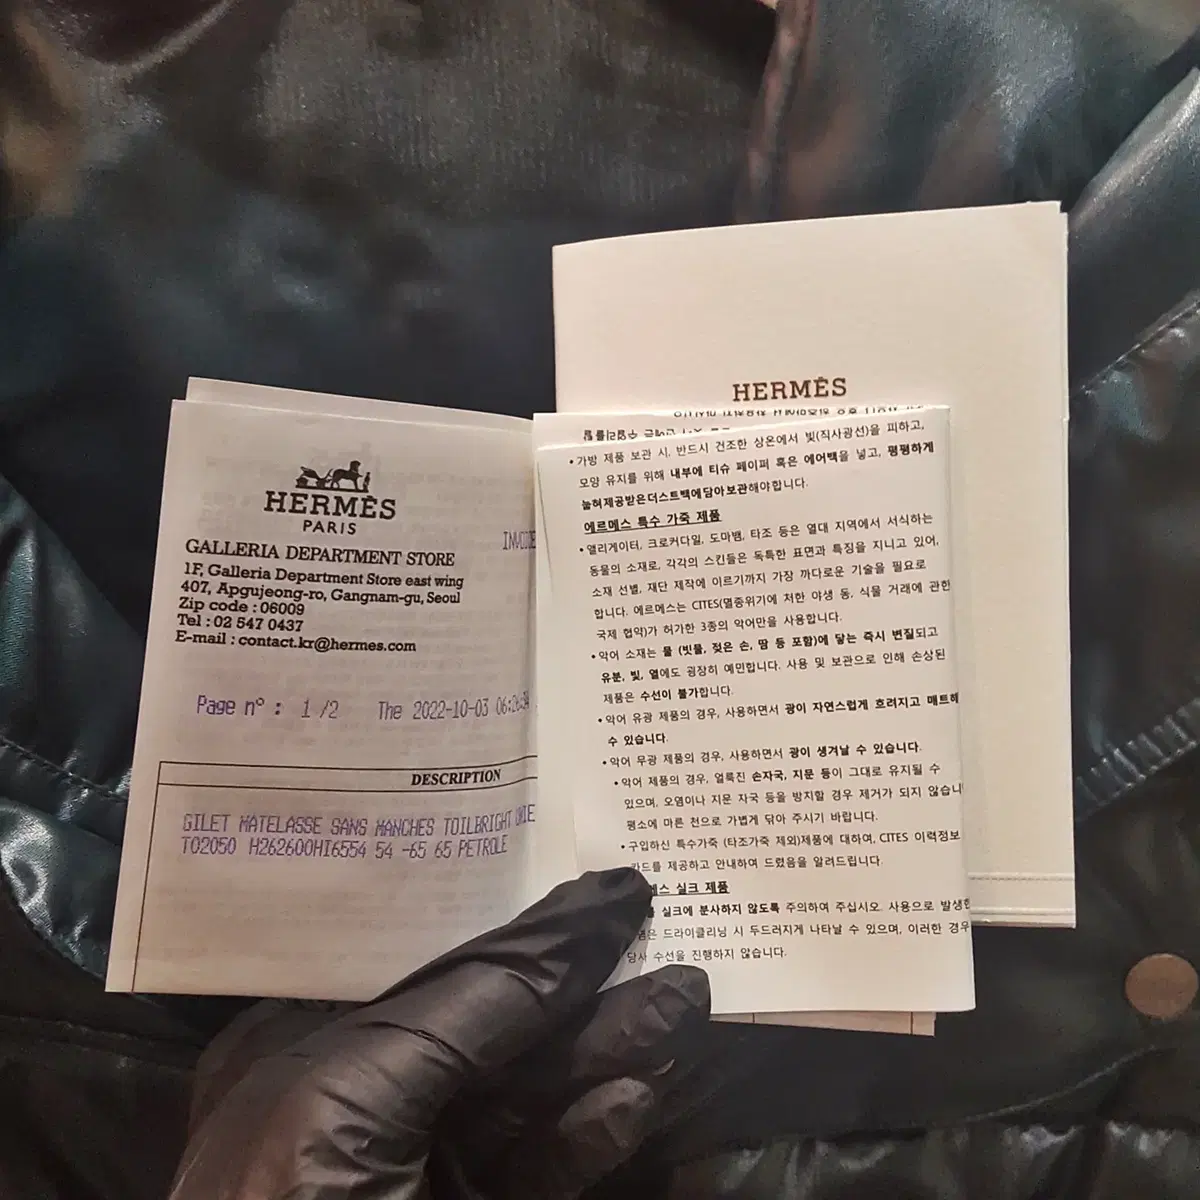 HERMÈS
HERMÈS
PARIS
GALLERIA DEPARTMENT STORE
1F, Galleria Department Store east wing
407, Apgujeong-ro, Gangnam-gu, Seoul
Zip code : 06009
Tel : 02 547 0437
E-mail : contact.kr@hermes.com
Page nº : 1 /2 The 2022-10-03
DESCRIPTION
GILET MATELASSE SANS MANCHES TOILBRIGHT
TO2050 H262600HI6554 54 -65 65 PETROLE
•가방 제품 보관 시, 반드시 건조한 상온에서 빛(직사광선)을 피하고,
모양 유지를 위해 내부에 티슈 페이퍼 혹은 에어백을 넣고, 평평하게
눕혀제공받은더스트백에담아보관해야합니다.
에르메스 특수 가죽 제품
•앨리게이터, 크로커다일, 도마뱀, 타조 등은 열대 지역에서 서식하는
동물의 소재로, 각각의 스킨들은 독특한 표면과 특징을 지니고 있어,
소재 선별, 재단 제작에 이르기까지 가장 까다로운 기술을 필요로
합니다. 에르메스는 CITES(멸종위기에 처한 야생 동, 식물 거래에 관한
국제 협약)가 허가한 3종의 악어만을 사용합니다.
•악어 소재는 물 (빗물, 젖은 손, 땀 등 포함)에 닿는 즉시 변질되고
유분, 빛, 열에도 굉장히 예민합니다. 사용 및 보관으로 인해 손상된
제품은 수선이 불가합니다.
•악어 유광 제품의 경우, 사용하면서 광이 자연스럽게 흐려지고 매트해
수 있습니다.
•악어 무광 제품의 경우, 사용하면서 광이 생겨날 수 있습니다.
•악어 제품의 경우, 얼룩진 손자국, 지문 등이 그대로 유지될 수
있으며, 오염이나 지문 자국 등을 방지할 경우 제거가 되지 않습니
평소에 마른 천으로 가볍게 닦아 주시기 바랍니다.
•구입하신 특수가죽 (타조가죽 제외)제품에 대하여, CITES 이력정보
카드를 제공하고 안내하여 드렸음을 알려드립니다.
실크 제품
실크에 분사하지 않도록 주의하여 주십시오. 사용으로 발생한
드라이클리닝 시 두드러지게 나타날 수 있으며, 이러한 경우
당사 수선을 진행하지 않습니다.